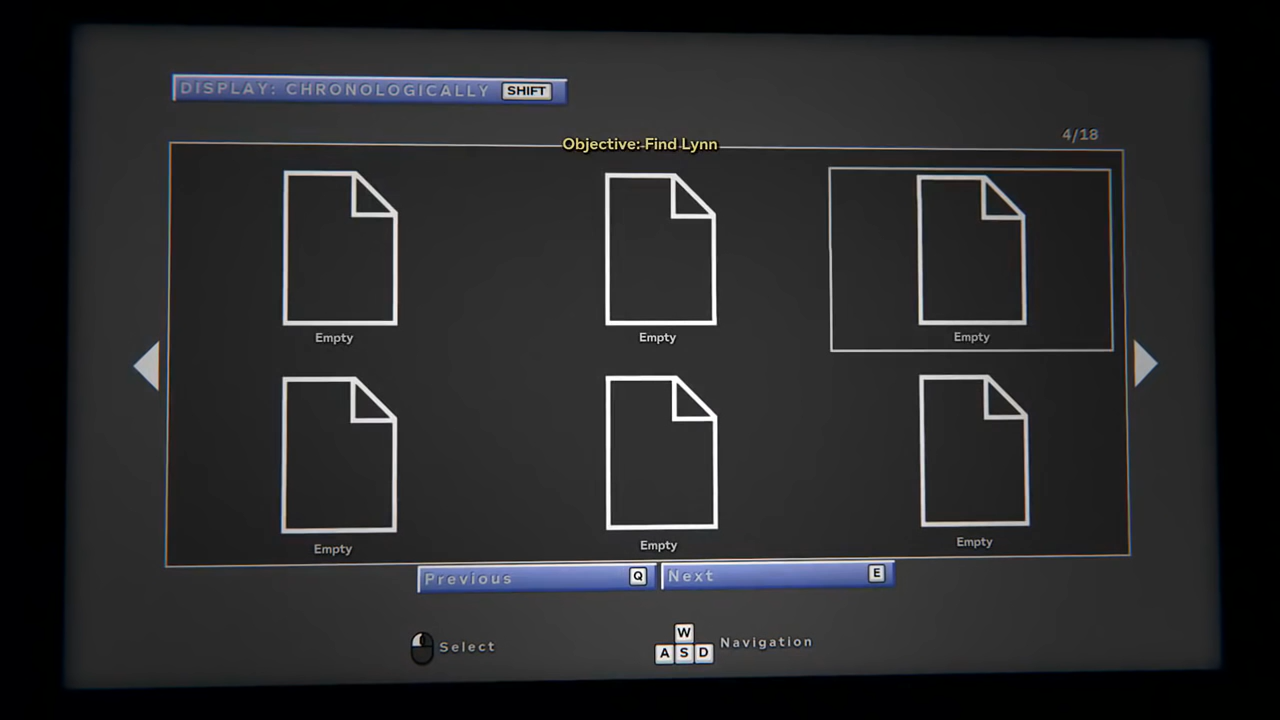 DISPLAY: CHRONOLOGICALLY SHIFT
4/18
Objective: Find Lynn
Empty Empty Empty
Empty Empty Empty
Previous Q Next E
Select W A S D Navigation